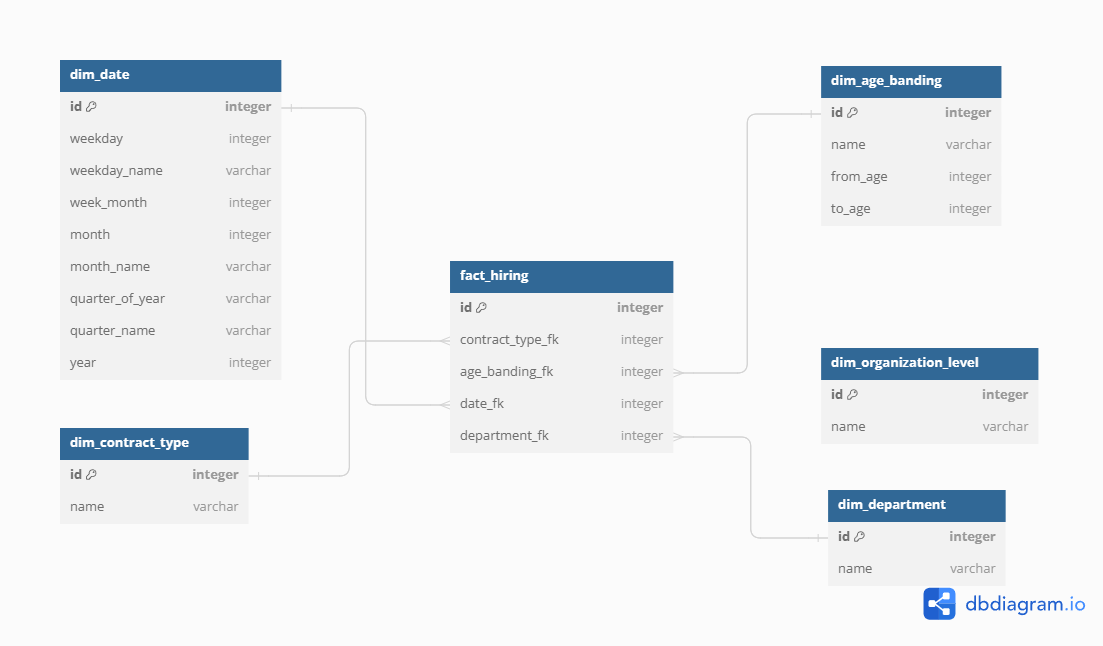 dim_date
id integer
weekday integer
weekday_name varchar
week_month integer
month integer
month_name varchar
quarter_of_year varchar
quarter_name varchar
year integer
dim_contract_type
id integer
name varchar
fact_hiring
id integer
contract_type_fk integer
age_banding_fk integer
date_fk integer
department_fk integer
dim_age_banding
id integer
name varchar
from_age integer
to_age integer
dim_organization_level
id integer
name varchar
dim_department
id integer
name varchar
dbdiagram.io